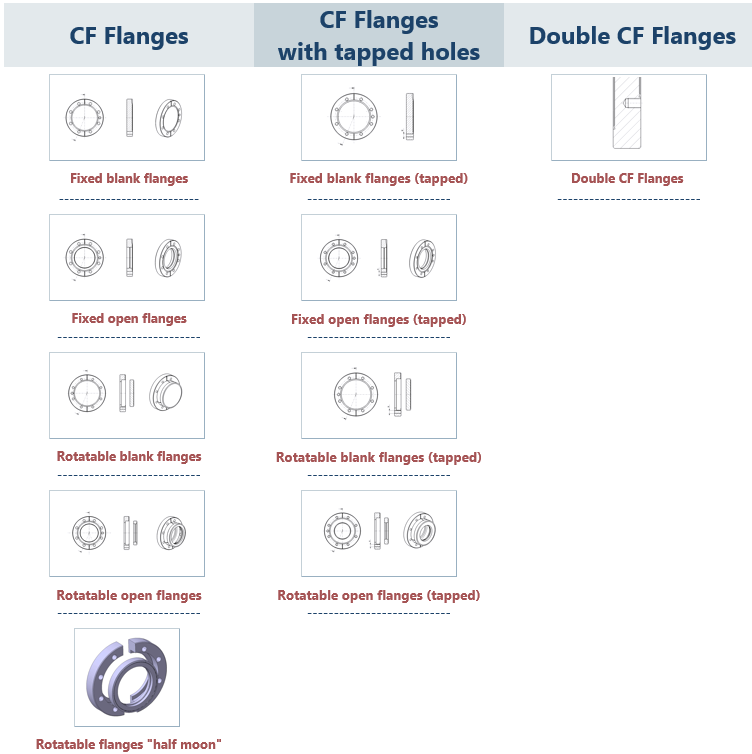 CF Flanges
CF Flanges
with tapped holes
Double CF Flanges
Fixed blank flanges
Fixed blank flanges (tapped)
Double CF Flanges
Fixed open flanges
Fixed open flanges (tapped)
Rotatable blank flanges
Rotatable blank flanges (tapped)
Rotatable open flanges
Rotatable open flanges (tapped)
Rotatable flanges "half moon"